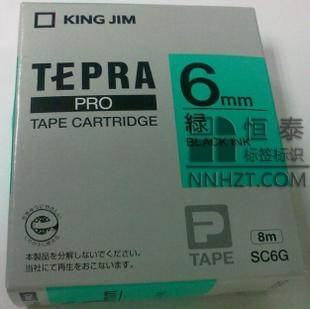 KING JIM
TEPRA
PRO
TAPE CARTRIDGE
6mm
緑
BLACK INK
恒泰
标签标识
NNHZT.COM
P
TAPE
8m
SC6G
本製品を分解しないでください。
当社にて再生をおこないます。